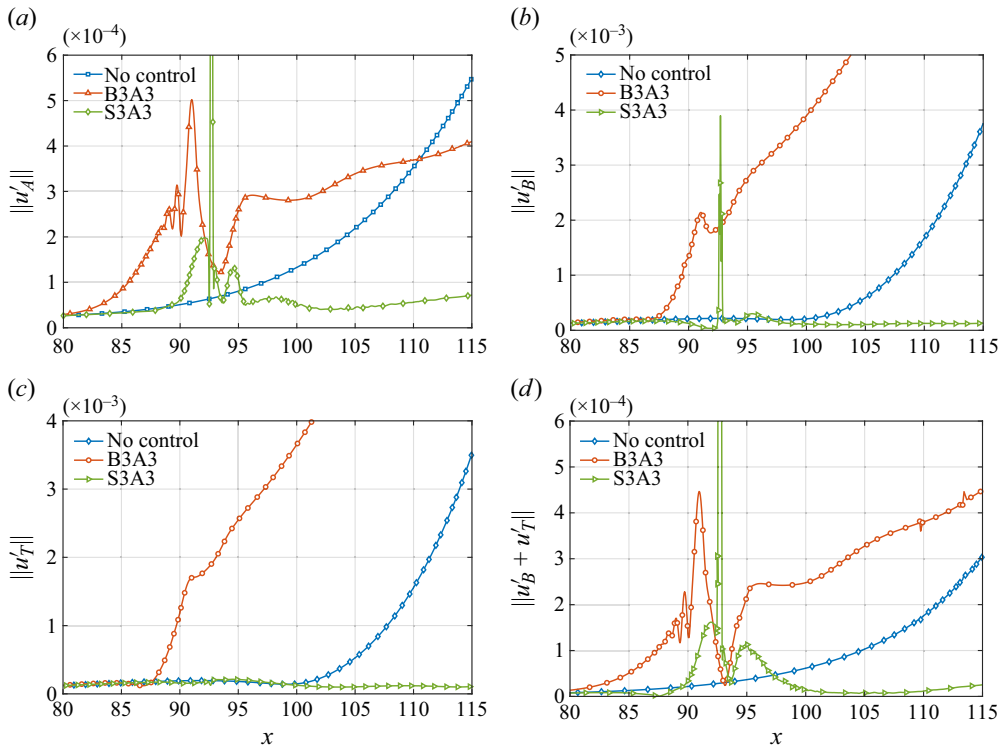 (a)
(×10⁻⁴)
6
5
4
3
2
1
0
80 85 90 95 100 105 110 115
||u′_A||
No control
B3A3
S3A3
(b)
(×10⁻³)
5
4
3
2
1
0
80 85 90 95 100 105 110 115
||u′_B||
No control
B3A3
S3A3
(c)
(×10⁻³)
4
3
2
1
0
80 85 90 95 100 105 110 115
||u′_T||
x
No control
B3A3
S3A3
(d)
(×10⁻⁴)
6
5
4
3
2
1
0
80 85 90 95 100 105 110 115
||u′_B + u′_T||
x
No control
B3A3
S3A3